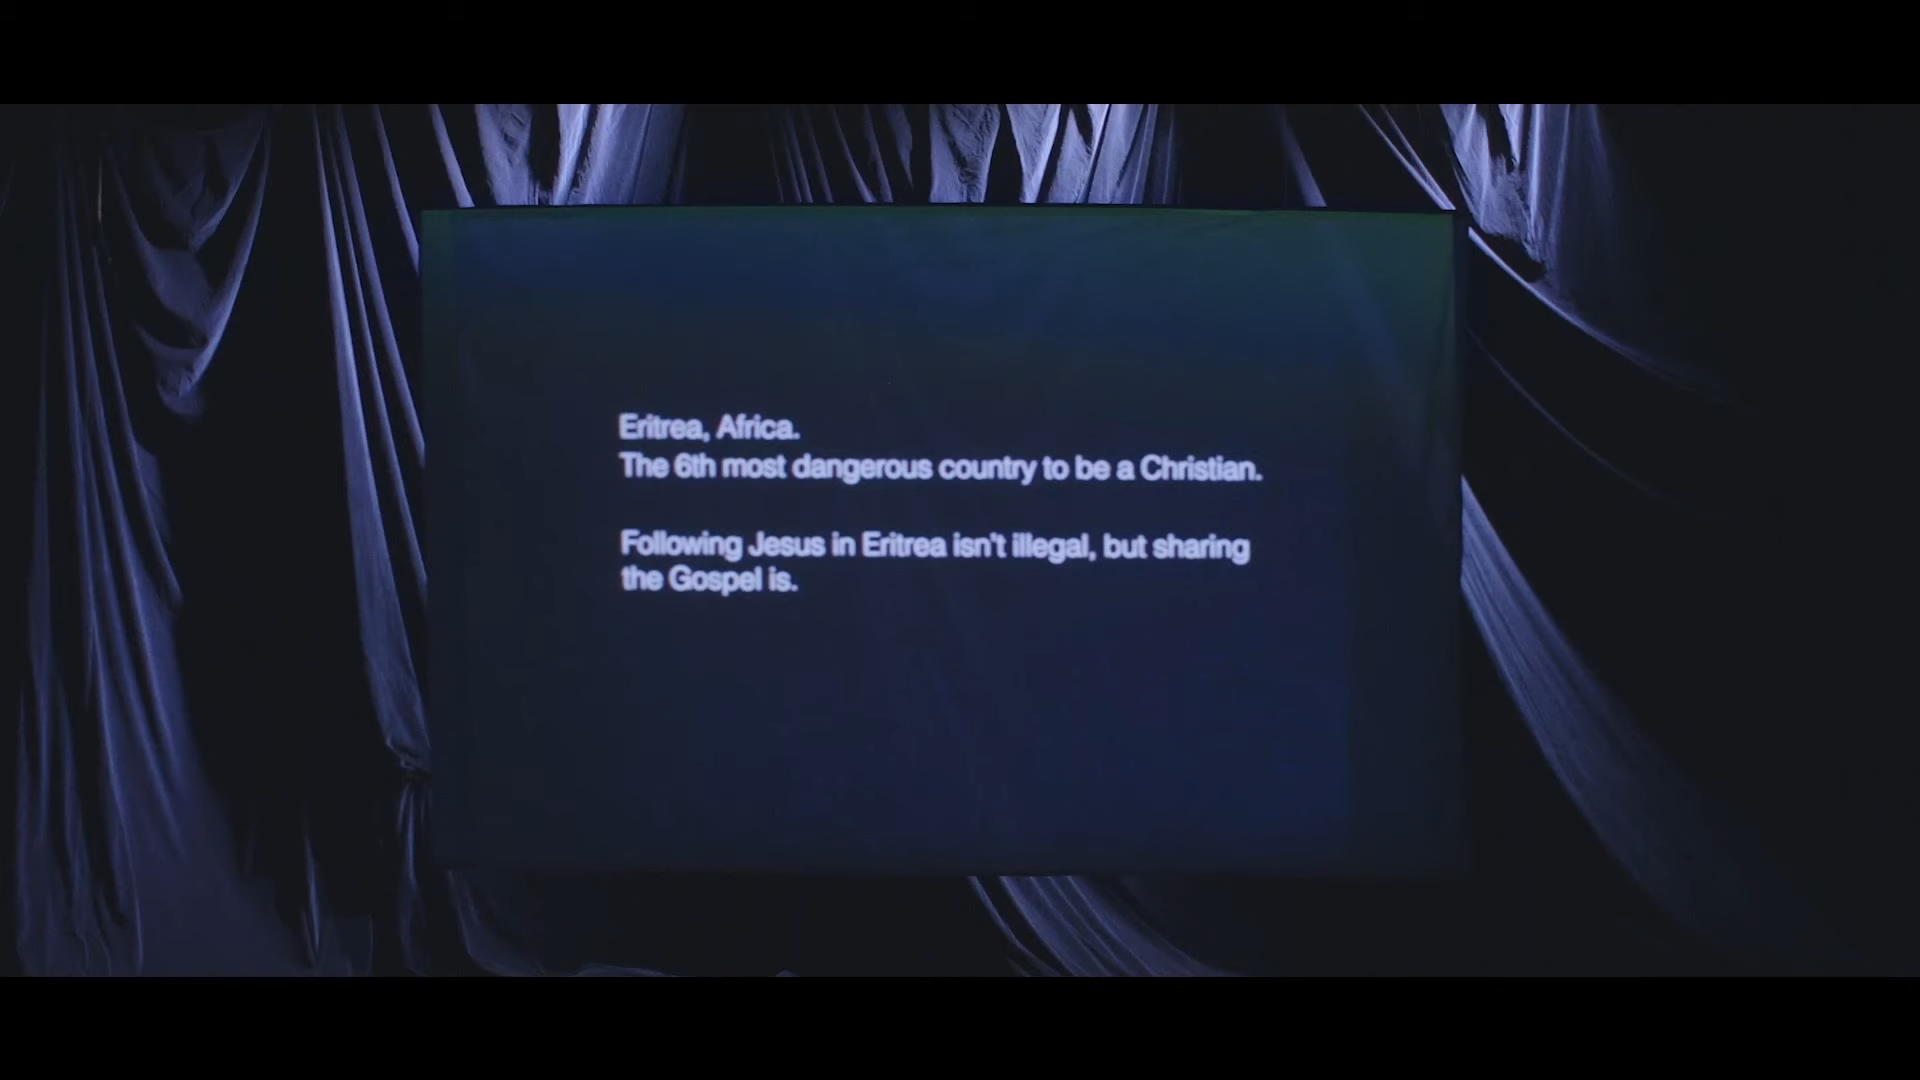 Eritrea, Africa.
The 6th most dangerous country to be a Christian.
Following Jesus in Eritrea isn't illegal, but sharing
the Gospel is.